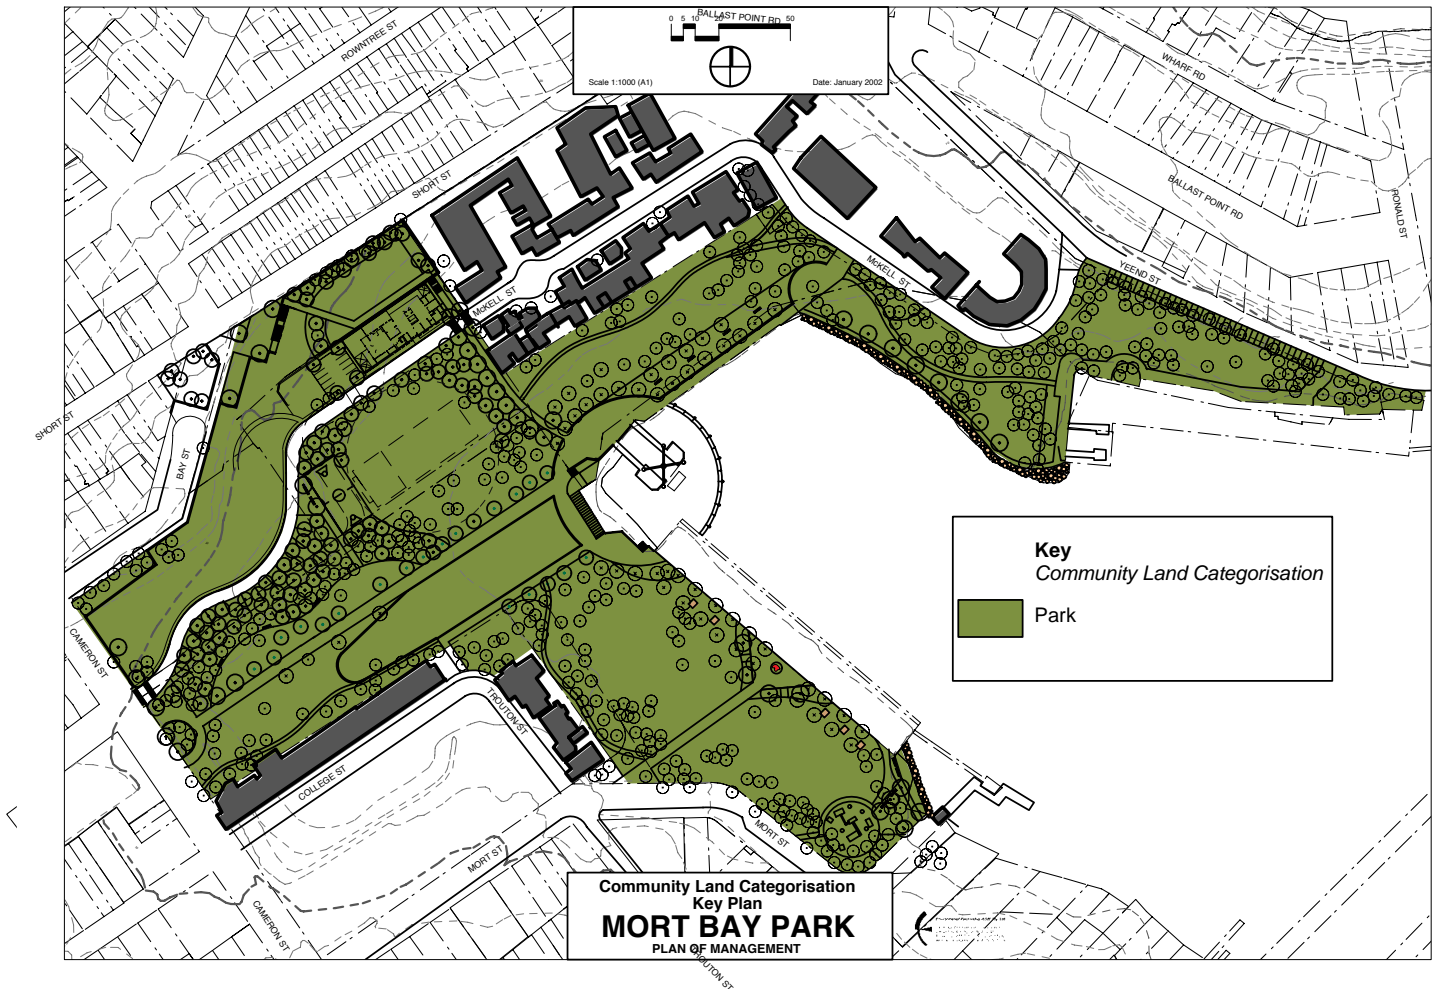 BALLAST POINT RD
0 5 10 20 50
Scale 1:1000 (A1)
Date: January 2002
ROWNTREE ST
WHARF RD
SHORT ST
BALLAST POINT RD
RONALD ST
McKELL ST
YEEND ST
McKELL ST
SHORT ST
BAY ST
Key
Community Land Categorisation
Park
CAMERON ST
TROUTON ST
COLLEGE ST
MORT ST
MORT ST
CAMERON ST
Community Land Categorisation
Key Plan
MORT BAY PARK
PLAN OF MANAGEMENT
TROUTON ST